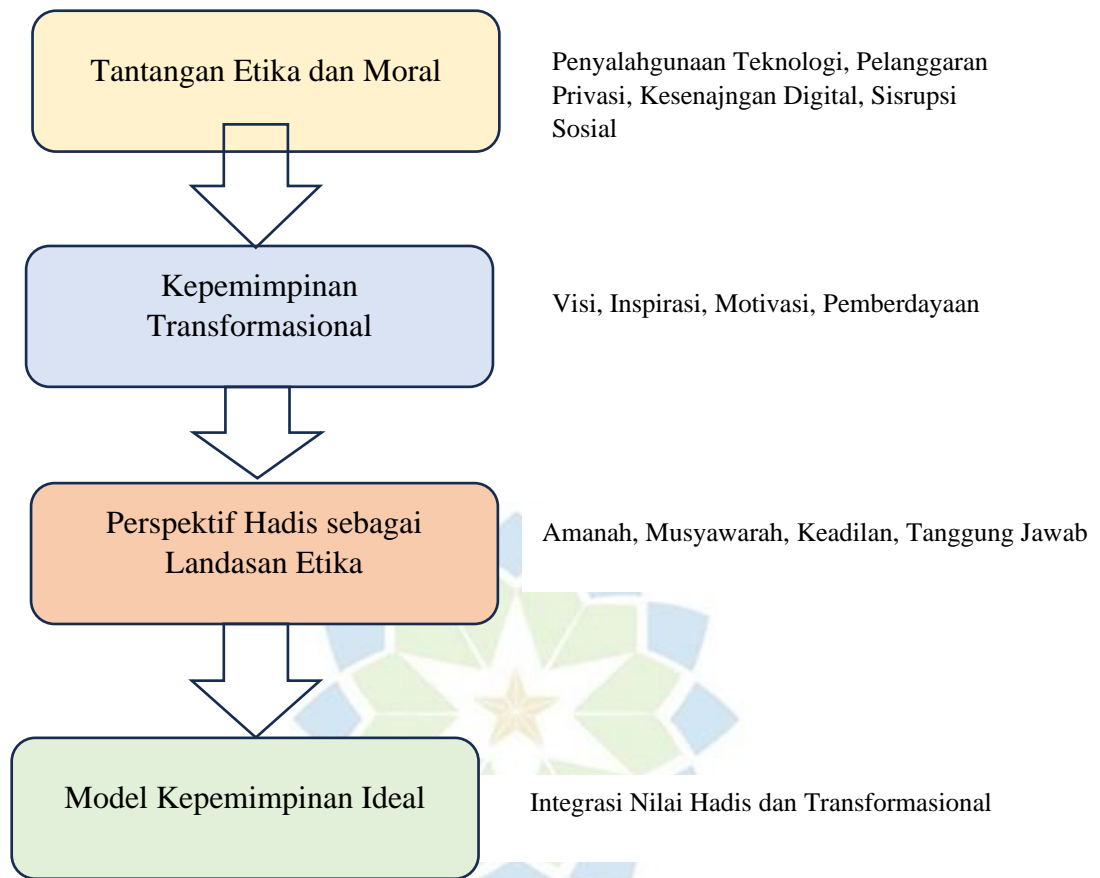 Tantangan Etika dan Moral
Penyalahgunaan Teknologi, Pelanggaran
Privasi, Kesenajngan Digital, Sisrupsi
Sosial
Kepemimpinan
Transformasional
Visi, Inspirasi, Motivasi, Pemberdayaan
Perspektif Hadis sebagai
Landasan Etika
Amanah, Musyawarah, Keadilan, Tanggung Jawab
Model Kepemimpinan Ideal
Integrasi Nilai Hadis dan Transformasional